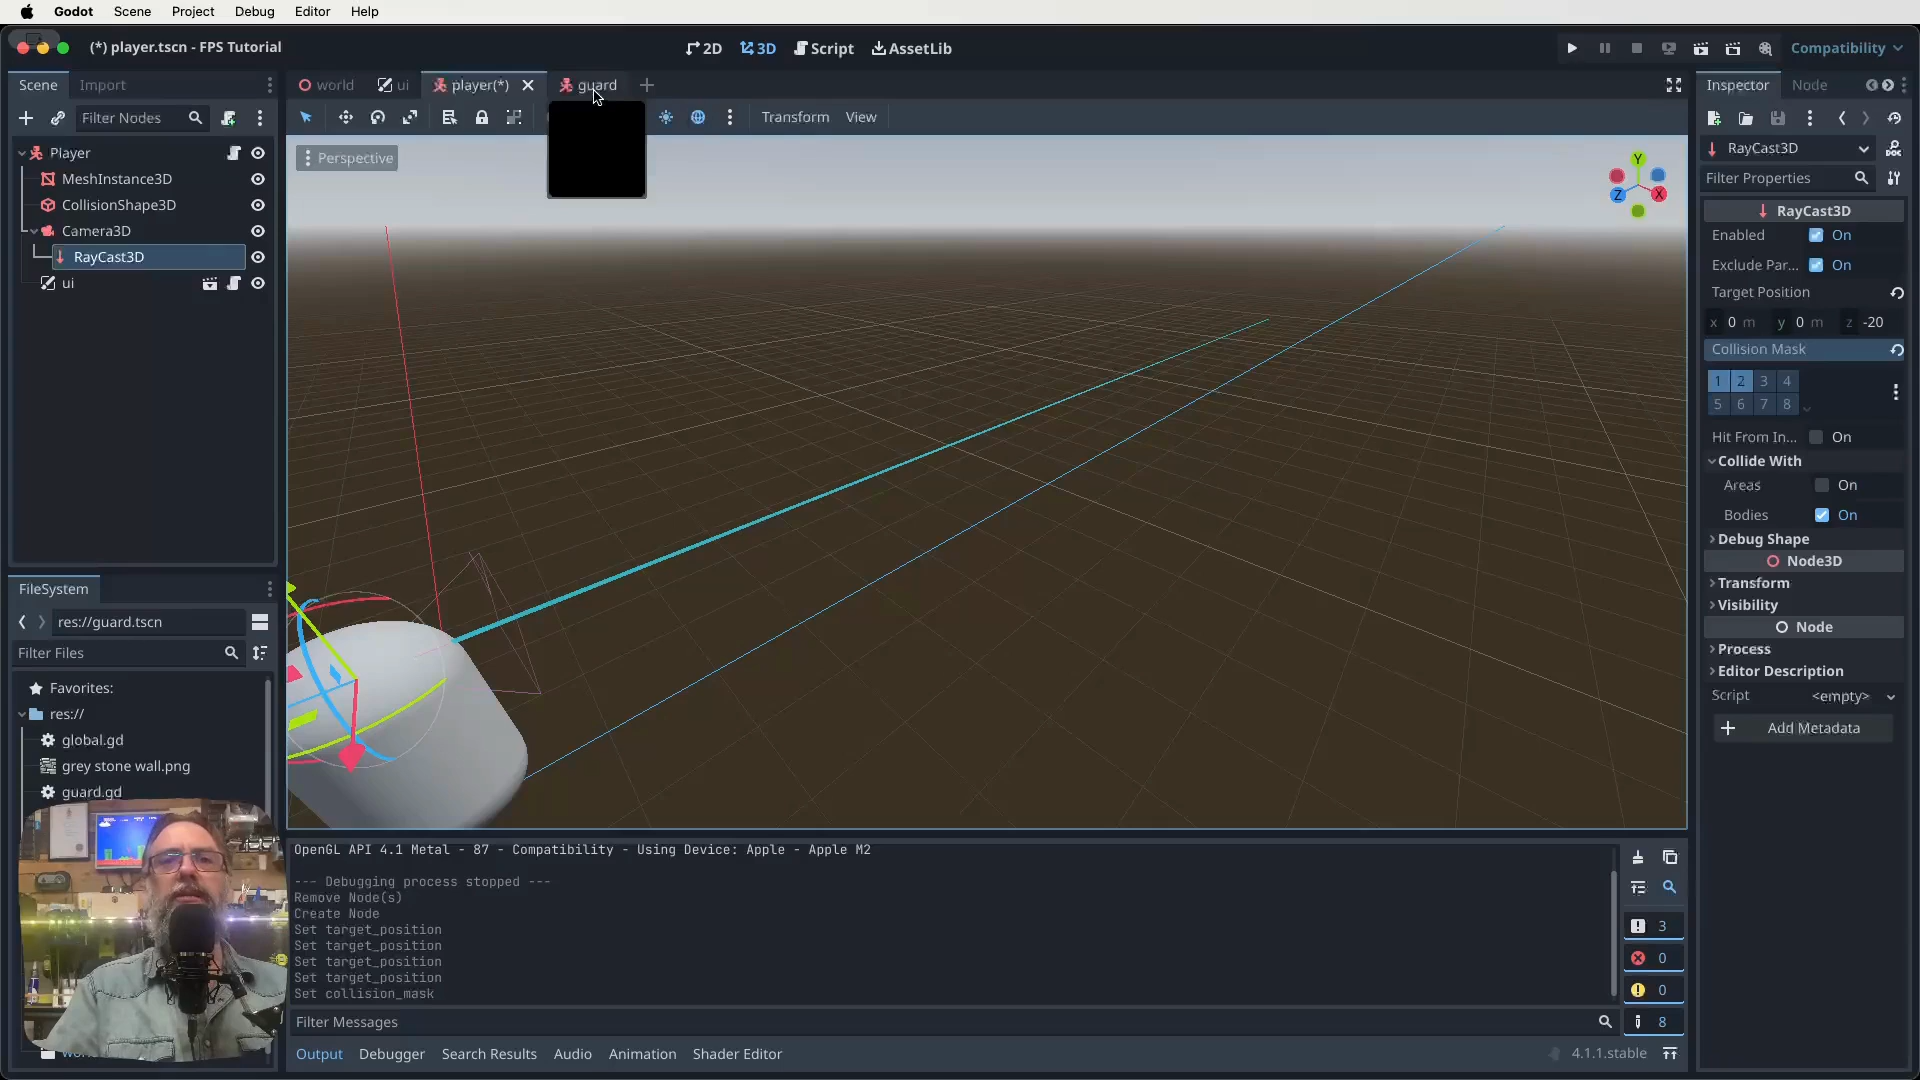 Godot Scene Project Debug Editor Help
(*) player.tscn - FPS Tutorial
2D 3D Script AssetLib
Compatibility
Scene Import
Filter Nodes
Player
MeshInstance3D
CollisionShape3D
Camera3D
RayCast3D
ui
FileSystem
res://guard.tscn
Filter Files
Favorites:
res://
global.gd
grey stone wall.png
guard.gd
world ui player(*) guard
Transform View
Perspective
Y
Z X
OpenGL API 4.1 Metal - 87 - Compatibility - Using Device: Apple - Apple M2
--- Debugging process stopped ---
Remove Node(s)
Create Node
Set target_position
Set target_position
Set target_position
Set target_position
Set collision_mask
Filter Messages
3
0
0
8
Output Debugger Search Results Audio Animation Shader Editor
4.1.1.stable
Inspector Node
RayCast3D
Filter Properties
RayCast3D
Enabled On
Exclude Par... On
Target Position
x 0 m y 0 m z -20
Collision Mask
1 2 3 4
5 6 7 8
Hit From In... On
Collide With
Areas On
Bodies On
Debug Shape
Node3D
Transform
Visibility
Node
Process
Editor Description
Script <empty>
Add Metadata